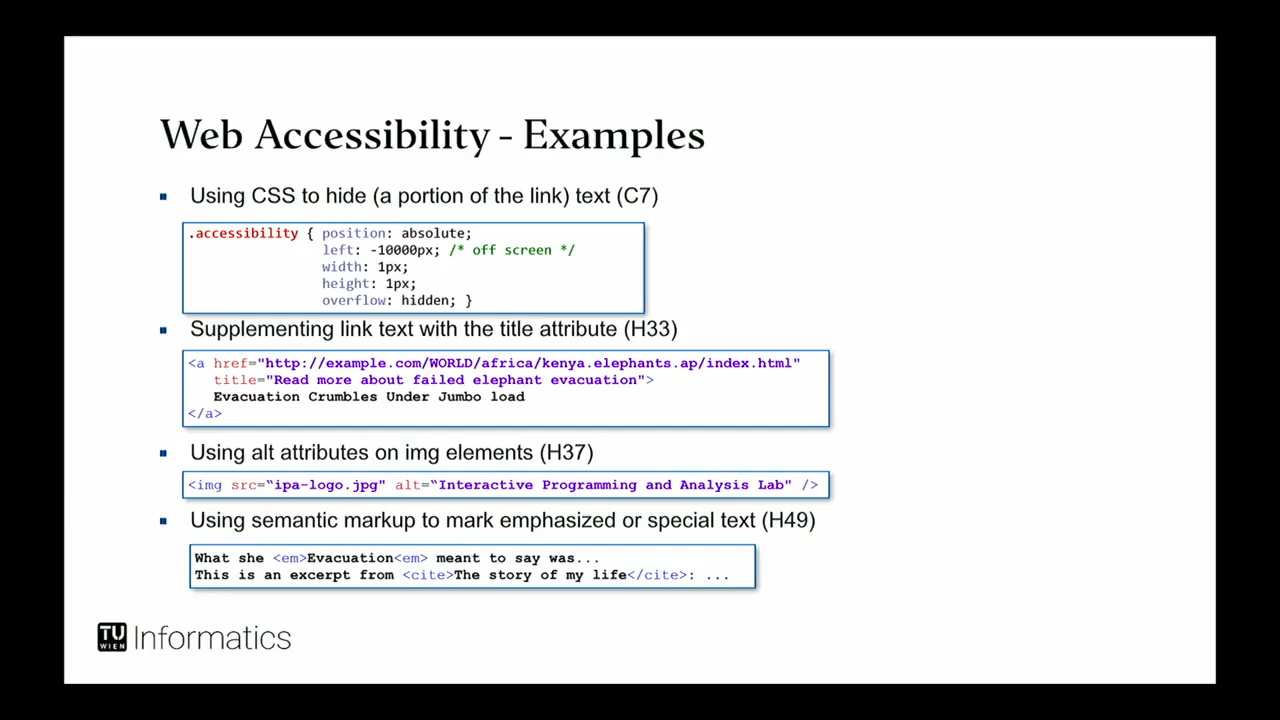 Web Accessibility - Examples
Using CSS to hide (a portion of the link) text (C7)
.accessibility { position: absolute;
left: -10000px; /* off screen */
width: 1px;
height: 1px;
overflow: hidden; }
Supplementing link text with the title attribute (H33)
<a href="http://example.com/WORLD/africa/kenya.elephants.ap/index.html"
title="Read more about failed elephant evacuation">
Evacuation Crumbles Under Jumbo load
</a>
Using alt attributes on img elements (H37)
<img src=“ipa-logo.jpg" alt=“Interactive Programming and Analysis Lab" />
Using semantic markup to mark emphasized or special text (H49)
What she <em>Evacuation<em> meant to say was...
This is an excerpt from <cite>The story of my life</cite>: ...
TU WIEN Informatics